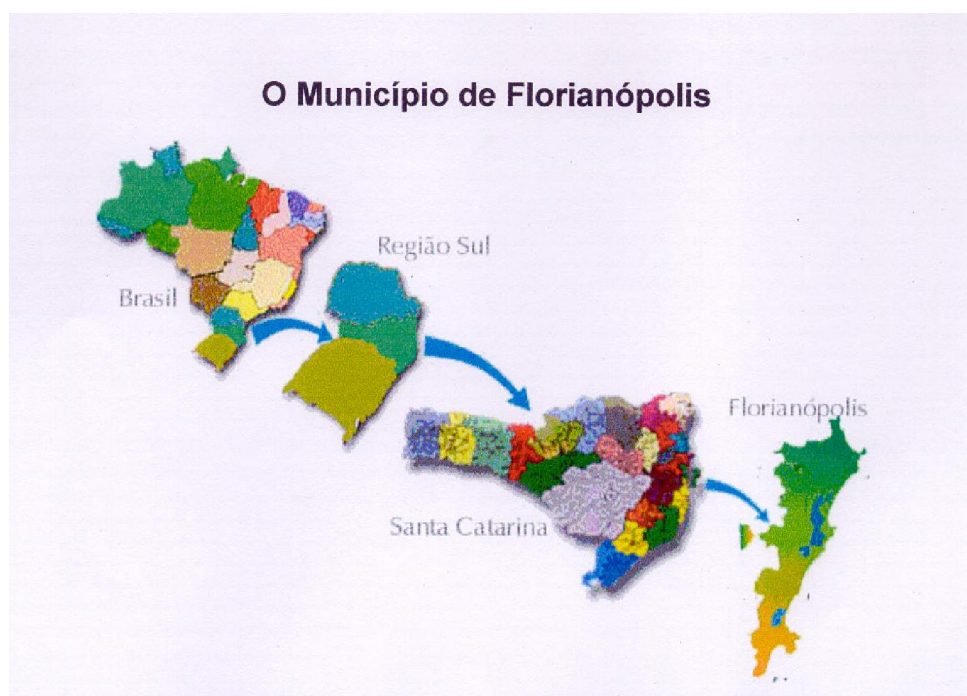 O Município de Florianópolis
Região Sul
Brasil
Florianópolis
Santa Catarina